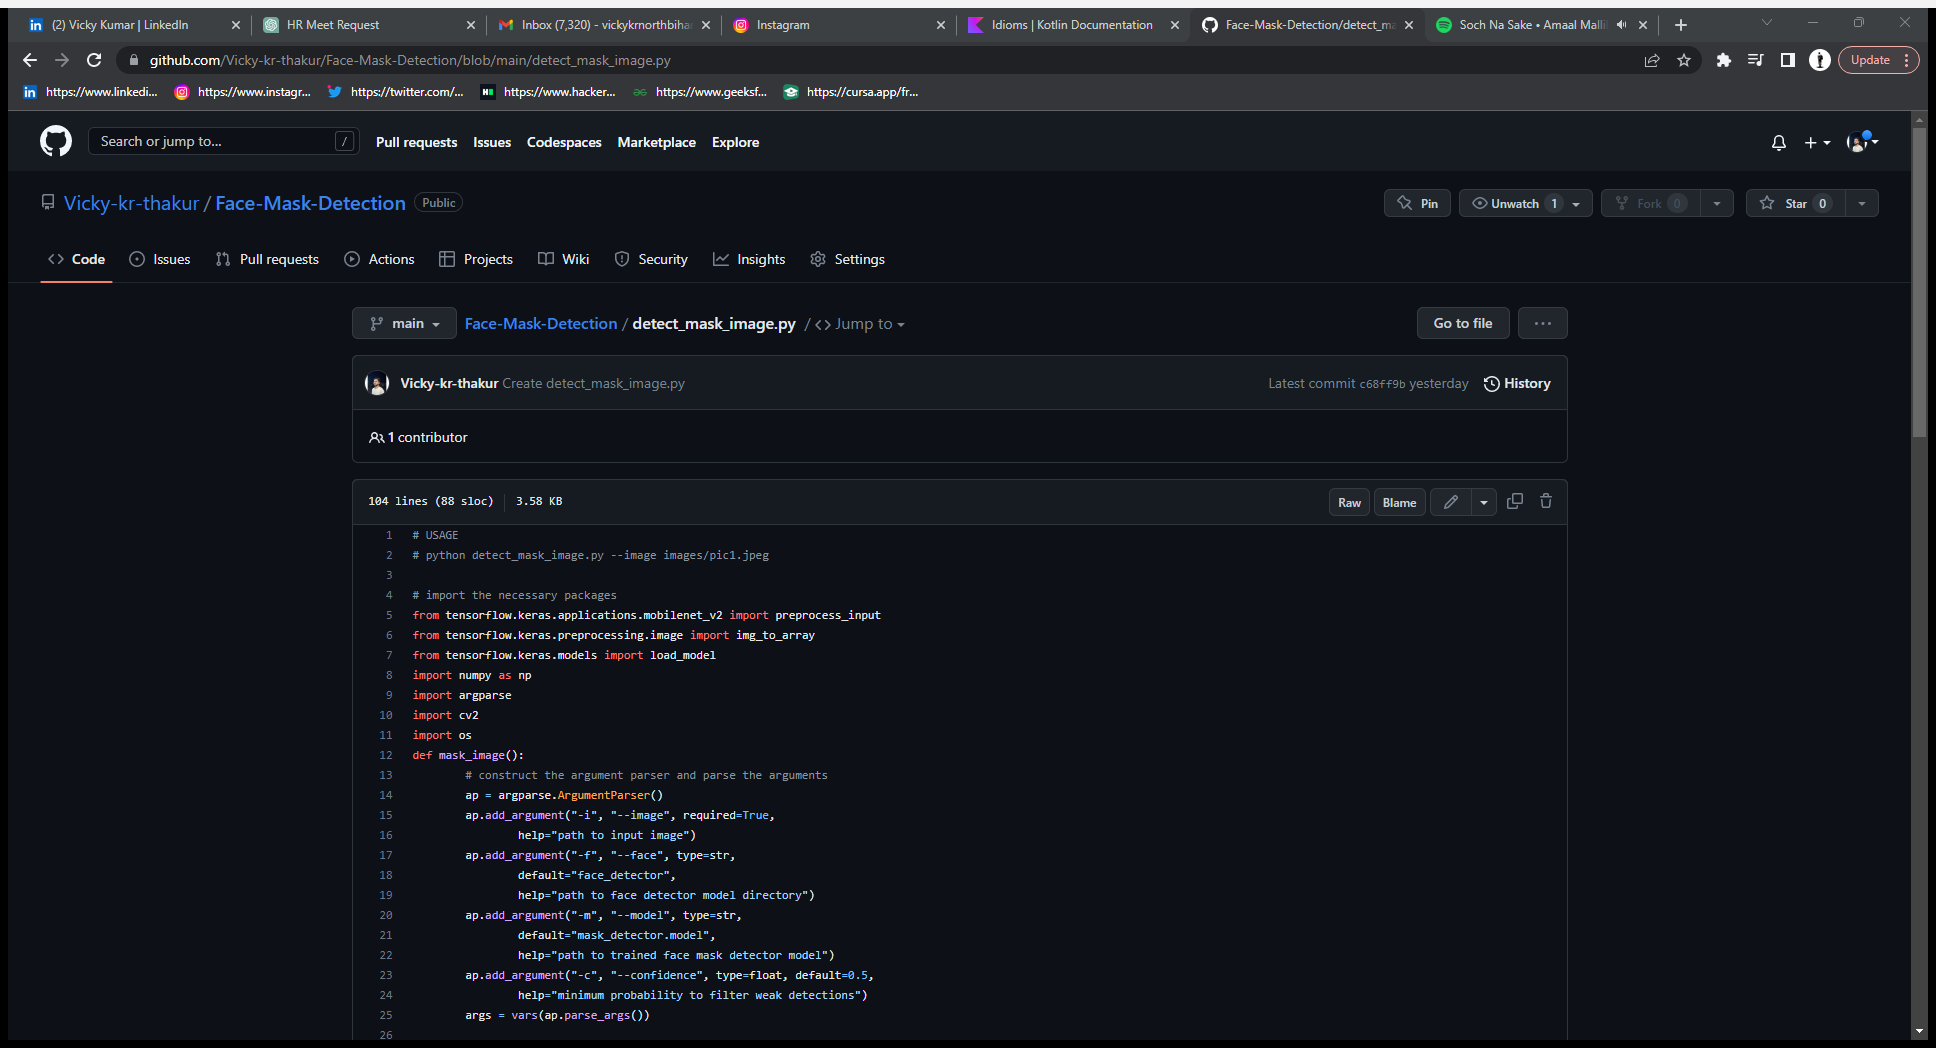 (2) Vicky Kumar | LinkedIn HR Meet Request Inbox (7,320) - vickykrnorthbiha Instagram Idioms | Kotlin Documentation Face-Mask-Detection/detect_ma Soch Na Sake • Amaal Malli
github.com/Vicky-kr-thakur/Face-Mask-Detection/blob/main/detect_mask_image.py Update
https://www.linkedi... https://www.instagr... https://twitter.com/... https://www.hacker... https://www.geeksf... https://cursa.app/fr...
Search or jump to... / Pull requests Issues Codespaces Marketplace Explore
Vicky-kr-thakur / Face-Mask-Detection Public Pin Unwatch 1 Fork 0 Star 0
Code Issues Pull requests Actions Projects Wiki Security Insights Settings
main Face-Mask-Detection / detect_mask_image.py / <> Jump to Go to file ...
Vicky-kr-thakur Create detect_mask_image.py Latest commit c68ff9b yesterday History
1 contributor
104 lines (88 sloc) 3.58 KB Raw Blame
1 # USAGE
2 # python detect_mask_image.py --image images/pic1.jpeg
3
4 # import the necessary packages
5 from tensorflow.keras.applications.mobilenet_v2 import preprocess_input
6 from tensorflow.keras.preprocessing.image import img_to_array
7 from tensorflow.keras.models import load_model
8 import numpy as np
9 import argparse
10 import cv2
11 import os
12 def mask_image():
13 # construct the argument parser and parse the arguments
14 ap = argparse.ArgumentParser()
15 ap.add_argument("-i", "--image", required=True,
16 help="path to input image")
17 ap.add_argument("-f", "--face", type=str,
18 default="face_detector",
19 help="path to face detector model directory")
20 ap.add_argument("-m", "--model", type=str,
21 default="mask_detector.model",
22 help="path to trained face mask detector model")
23 ap.add_argument("-c", "--confidence", type=float, default=0.5,
24 help="minimum probability to filter weak detections")
25 args = vars(ap.parse_args())
26